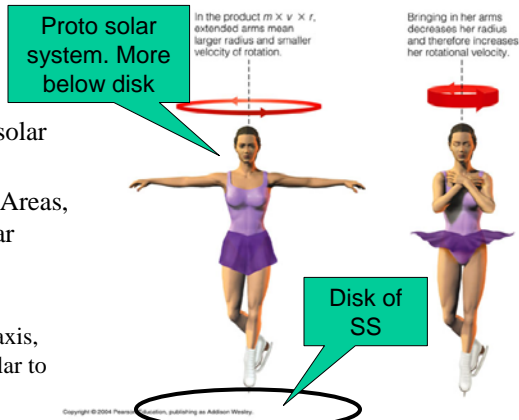 Proto solar
system. More
below disk
In the product m × v × r,
extended arms mean
larger radius and smaller
velocity of rotation.
Bringing in her arms
decreases her radius
and therefore increases
her rotational velocity.
solar
Areas,
ar
axis,
lar to
Disk of
SS
Copyright © 2004 Pearson Education, publishing as Addison Wesley.